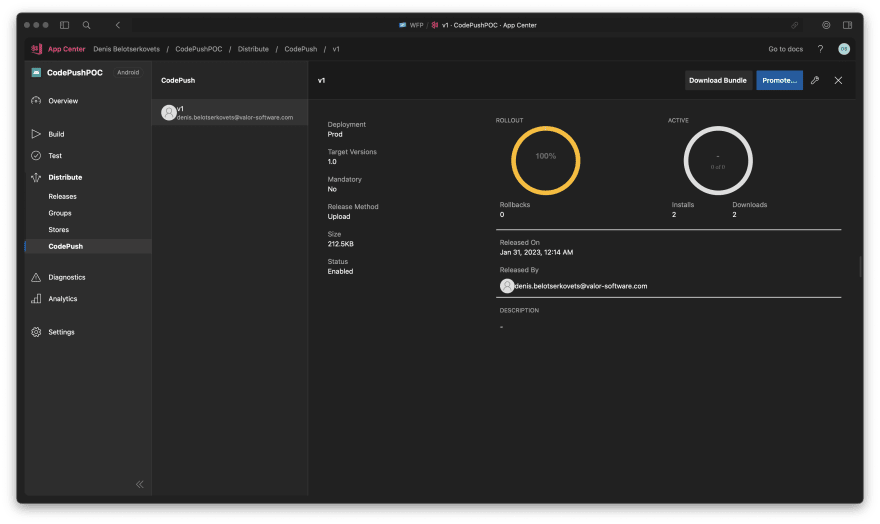 WFP / v1 · CodePushPOC · App Center
App Center Denis Belotserkovets / CodePushPOC / Distribute / CodePush / v1
Go to docs ?
CodePushPOC Android
Overview
Build
Test
Distribute
Releases
Groups
Stores
CodePush
Diagnostics
Analytics
Settings
CodePush
v1
denis.belotserkovets@valor-software.com
v1
Download Bundle Promote...
Deployment
Prod
Target Versions
1.0
Mandatory
No
Release Method
Upload
Size
212.5KB
Status
Enabled
ROLLOUT
100%
Rollbacks
0
ACTIVE
-
0 of 0
Installs
2
Downloads
2
Released On
Jan 31, 2023, 12:14 AM
Released By
denis.belotserkovets@valor-software.com
DESCRIPTION
-